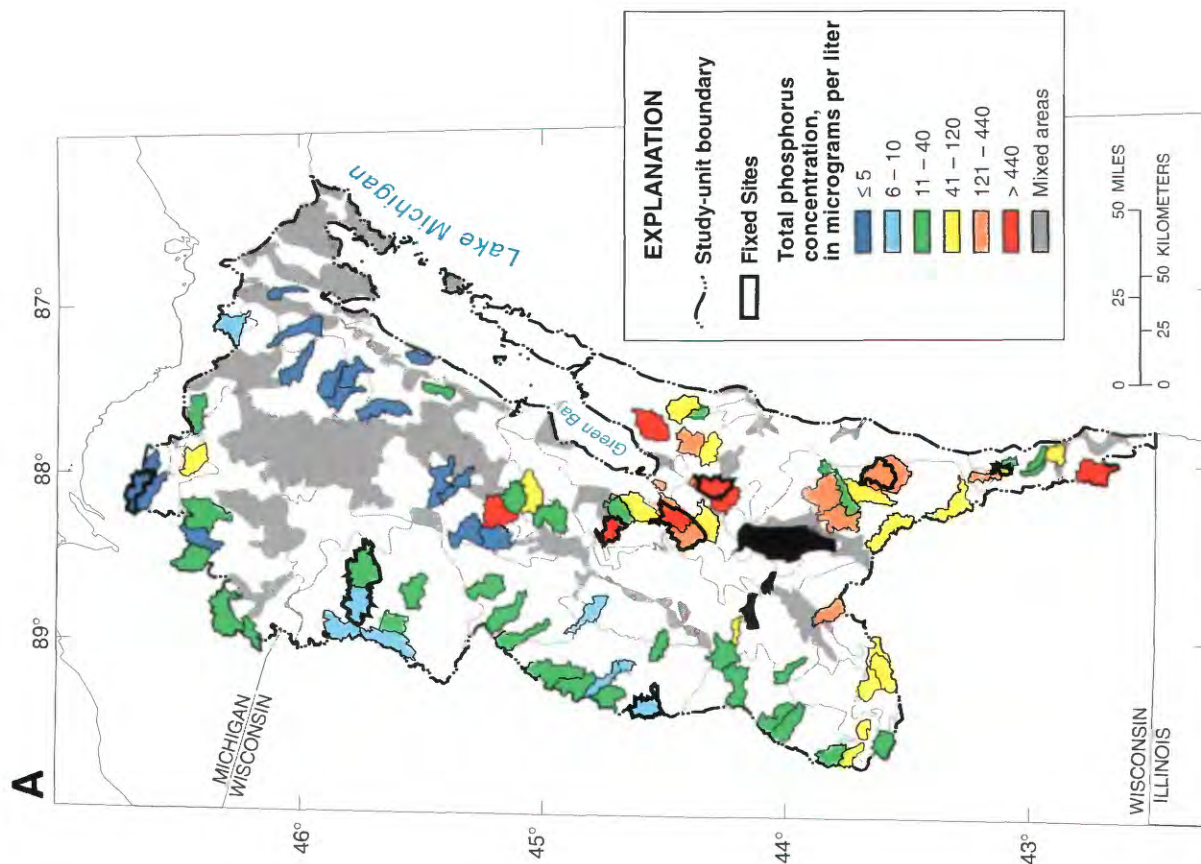 A
87°
88°
89°
46°
45°
44°
43°
MICHIGAN
WISCONSIN
Lake Michigan
Green Bay
WISCONSIN
ILLINOIS
EXPLANATION
Study-unit boundary
Fixed Sites
Total phosphorus
concentration,
in micrograms per liter
≤ 5
6 – 10
11 – 40
41 – 120
121 – 440
> 440
Mixed areas
0 25 50 MILES
0 25 50 KILOMETERS